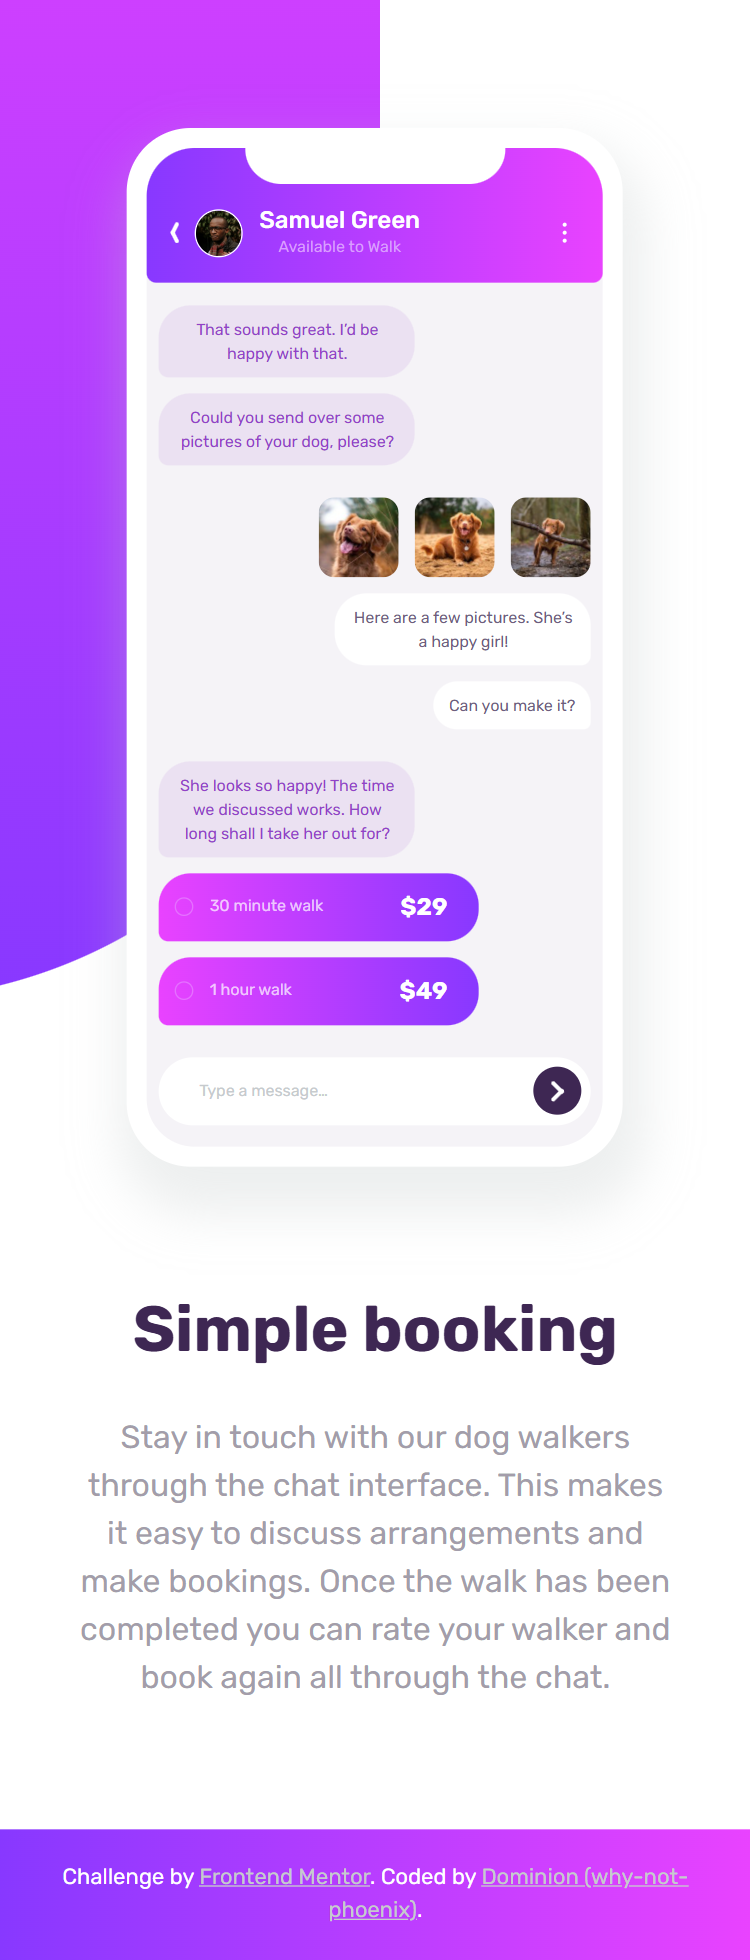 Samuel Green
Available to Walk
That sounds great. I’d be
happy with that.
Could you send over some
pictures of your dog, please?
Here are a few pictures. She’s
a happy girl!
Can you make it?
She looks so happy! The time
we discussed works. How
long shall I take her out for?
30 minute walk $29
1 hour walk $49
Type a message…
Simple booking
Stay in touch with our dog walkers
through the chat interface. This makes
it easy to discuss arrangements and
make bookings. Once the walk has been
completed you can rate your walker and
book again all through the chat.
Challenge by Frontend Mentor. Coded by Dominion (why-not-
phoenix).